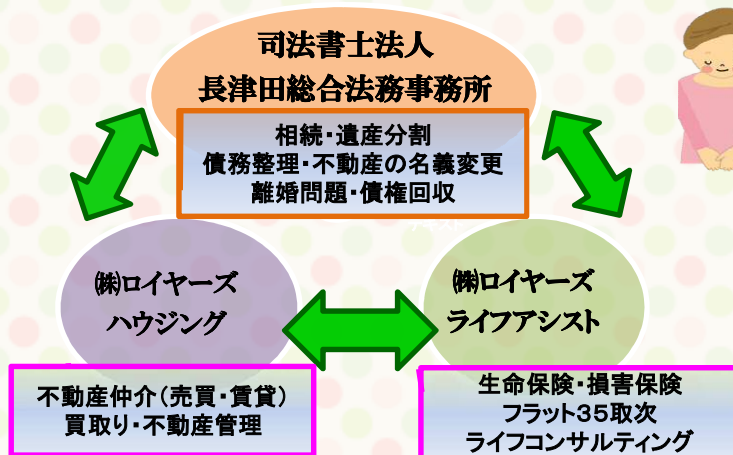 司法書士法人
長津田総合法務事務所
相続・遺産分割
債務整理・不動産の名義変更
離婚問題・債権回収
テキスト
㈱ロイヤーズ
ハウジング
㈱ロイヤーズ
ライフアシスト
不動産仲介（売買・賃貸）
買取り・不動産管理
生命保険・損害保険
フラット３５取次
ライフコンサルティング